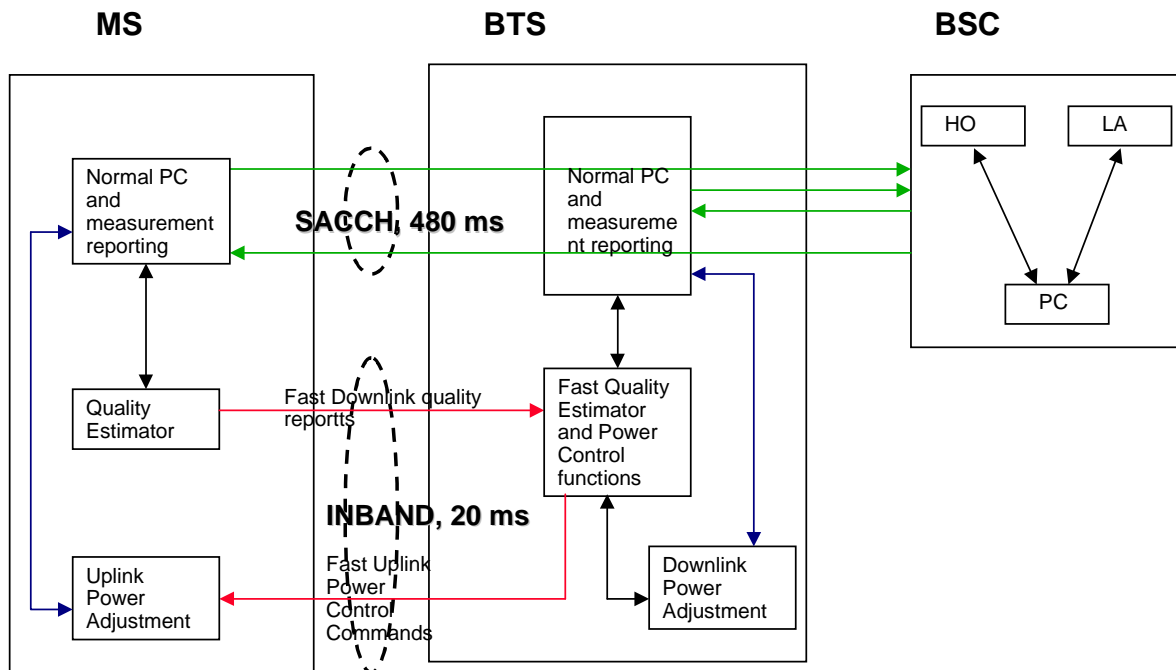 MS
BTS
BSC
HO
LA
PC
Normal PC
and
measurement
reporting
SACCH, 480 ms
Normal PC
and
measureme
nt reporting
Quality
Estimator
Fast Downlink quality
reportts
Fast Quality
Estimator
and Power
Control
functions
INBAND, 20 ms
Uplink
Power
Adjustment
Fast Uplink
Power
Control
Commands
Downlink
Power
Adjustment